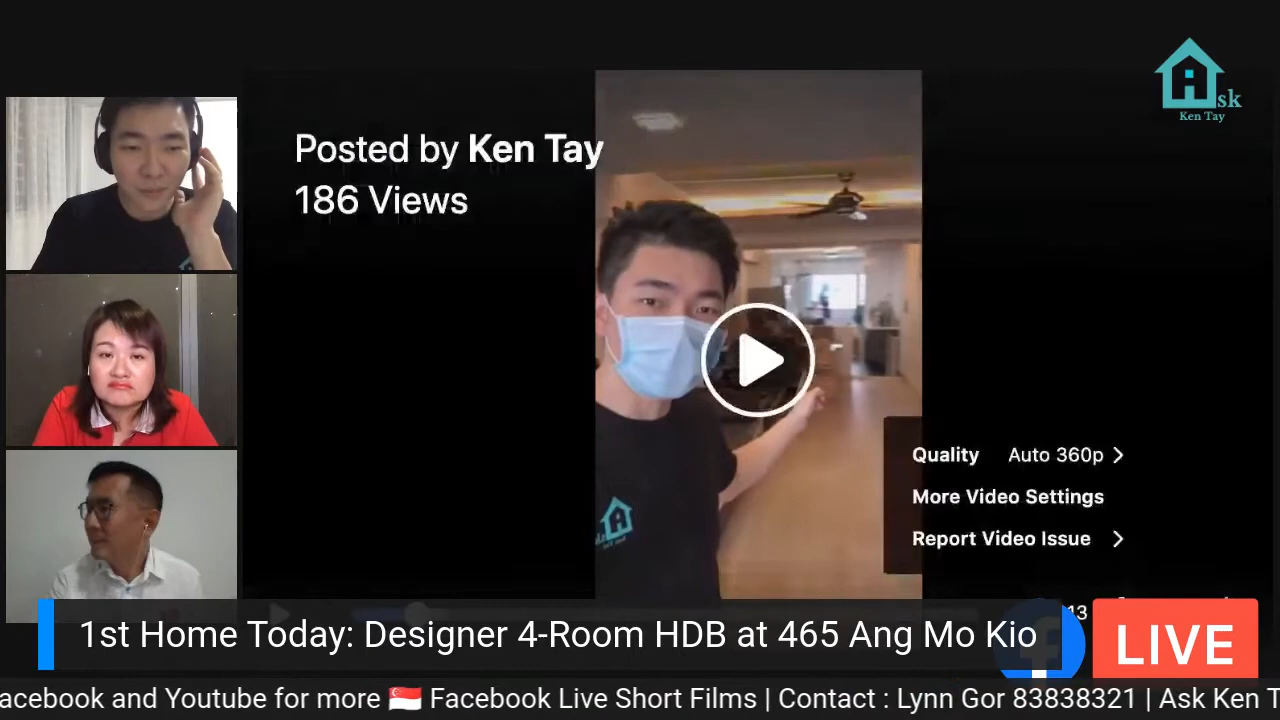 sk
Ken Tay
Posted by Ken Tay
186 Views
Quality Auto 360p
More Video Settings
Report Video Issue
13
1st Home Today: Designer 4-Room HDB at 465 Ang Mo Kio
LIVE
acebook and Youtube for more 🇸🇬 Facebook Live Short Films | Contact : Lynn Gor 83838321 | Ask Ken T